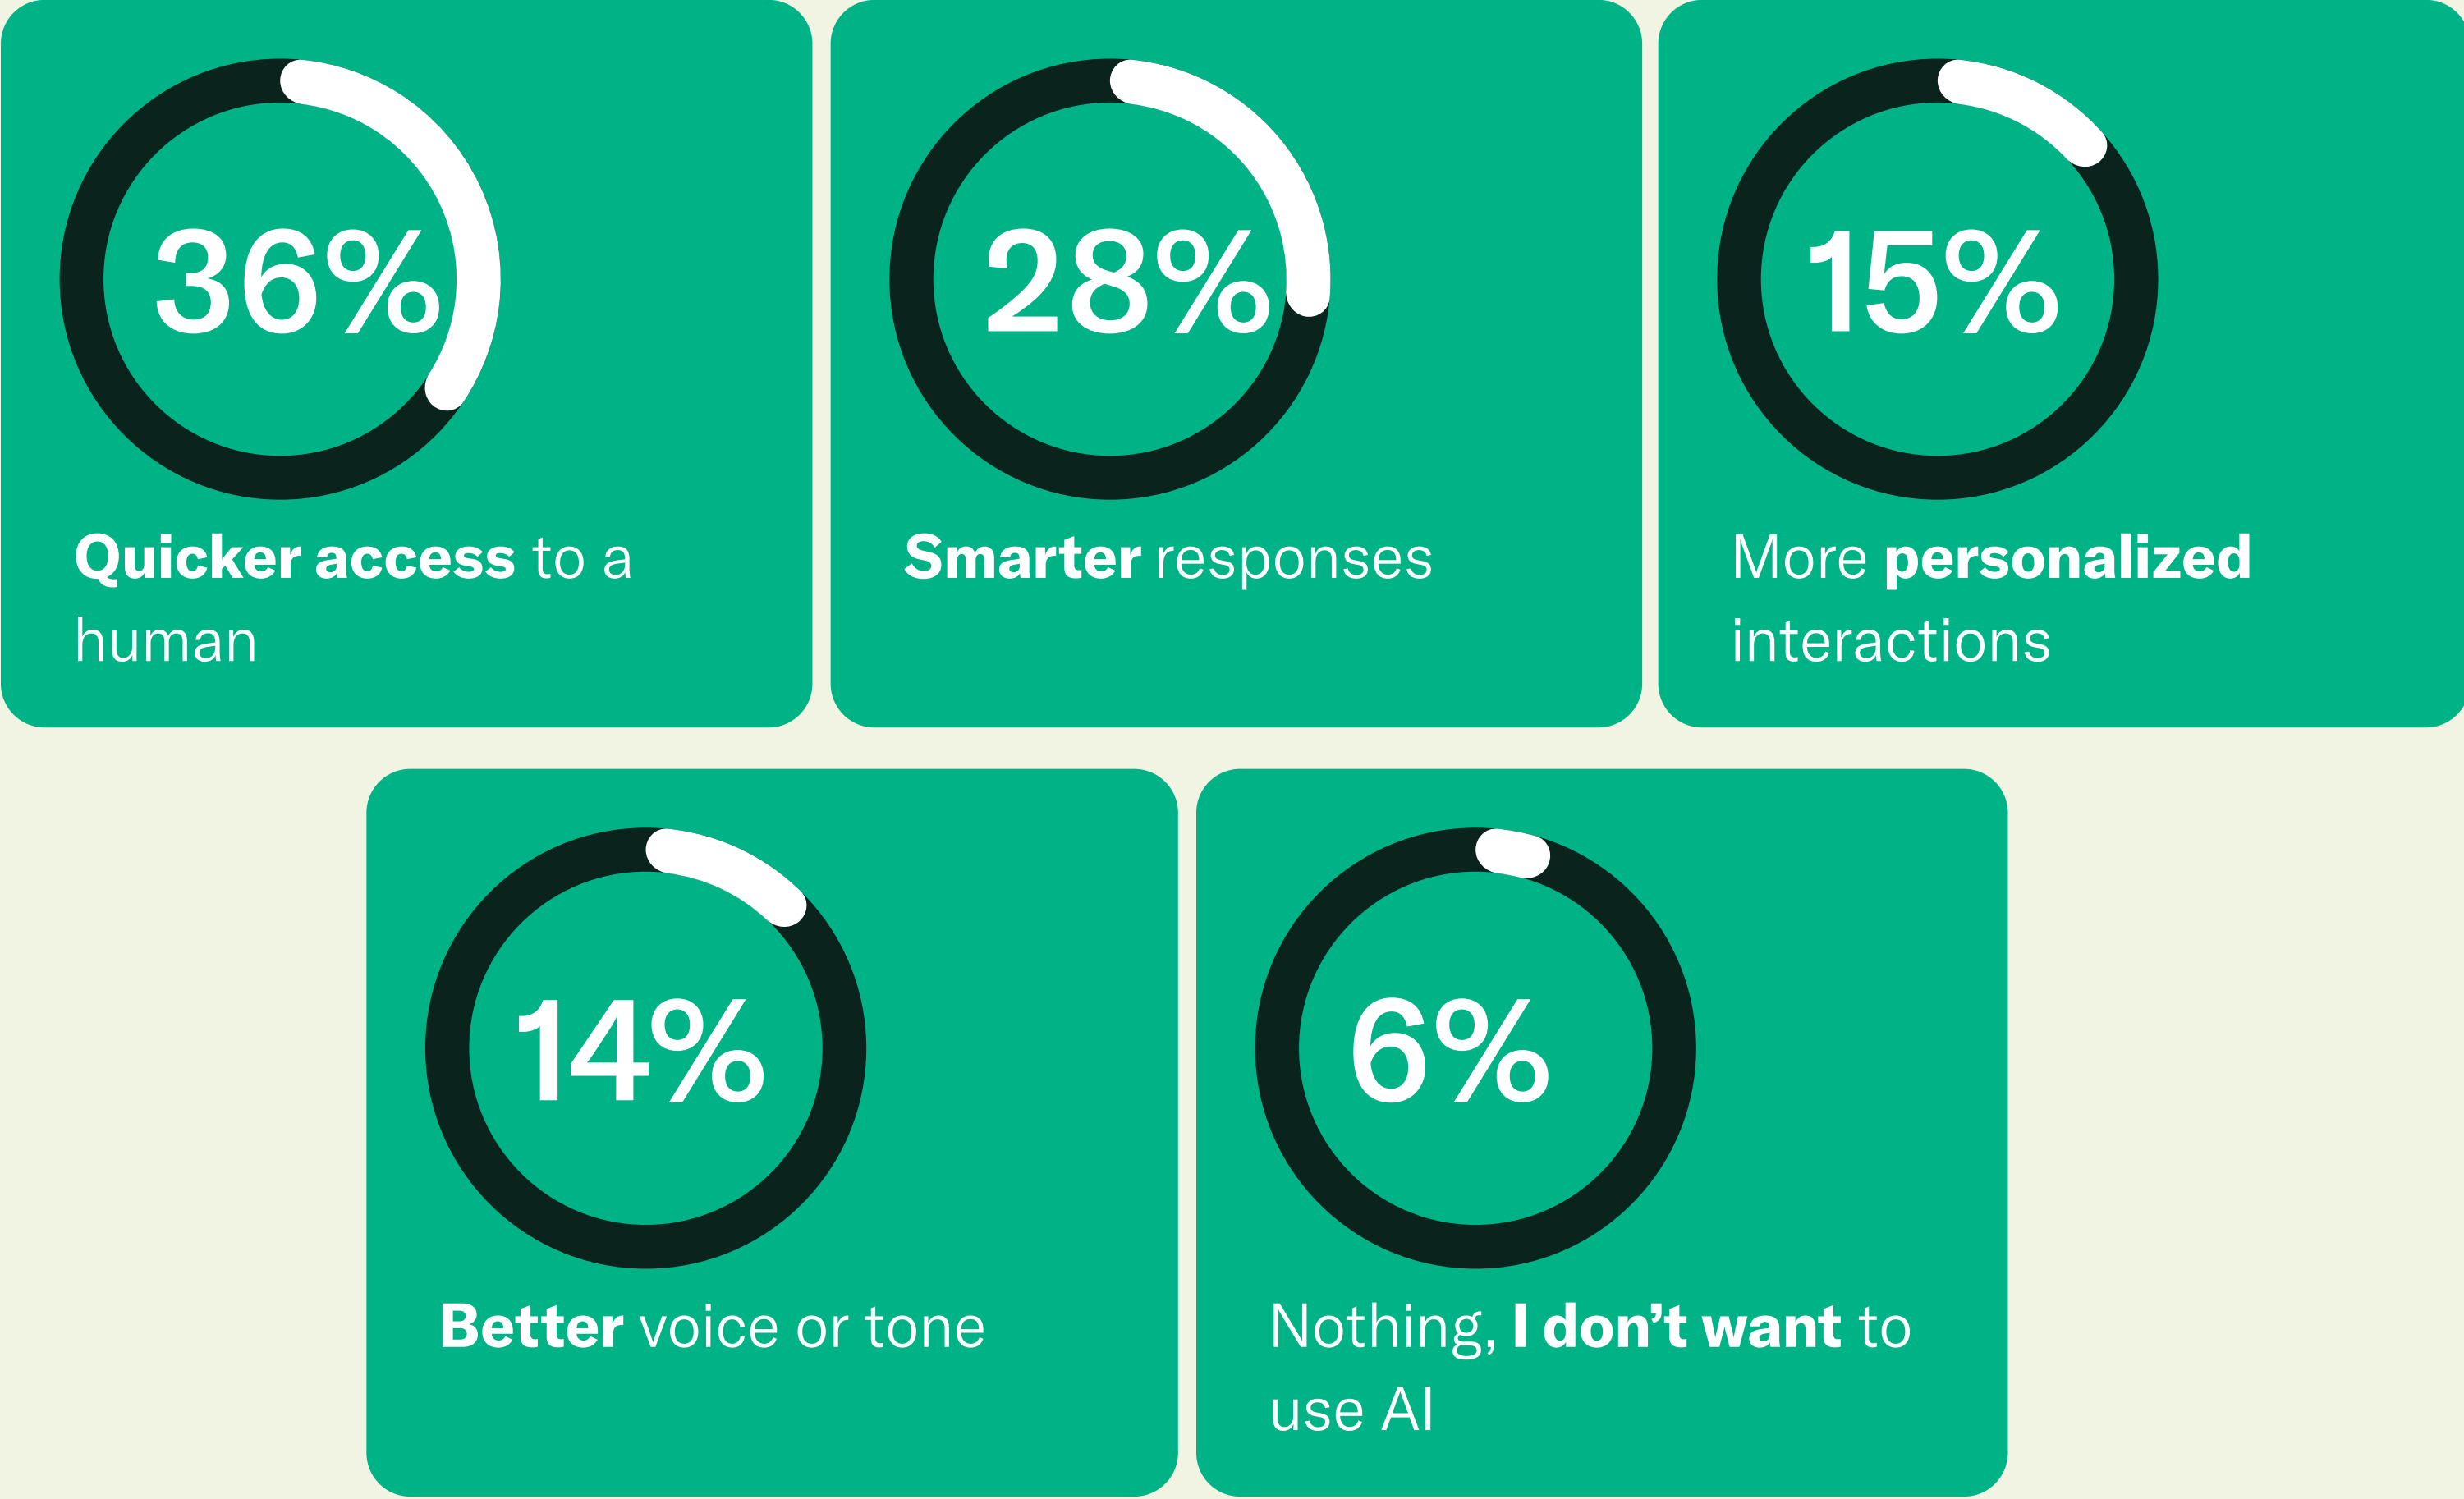 36%
Quicker access to a
human
28%
Smarter responses
15%
More personalized
interactions
14%
Better voice or tone
6%
Nothing, I don’t want to
use AI